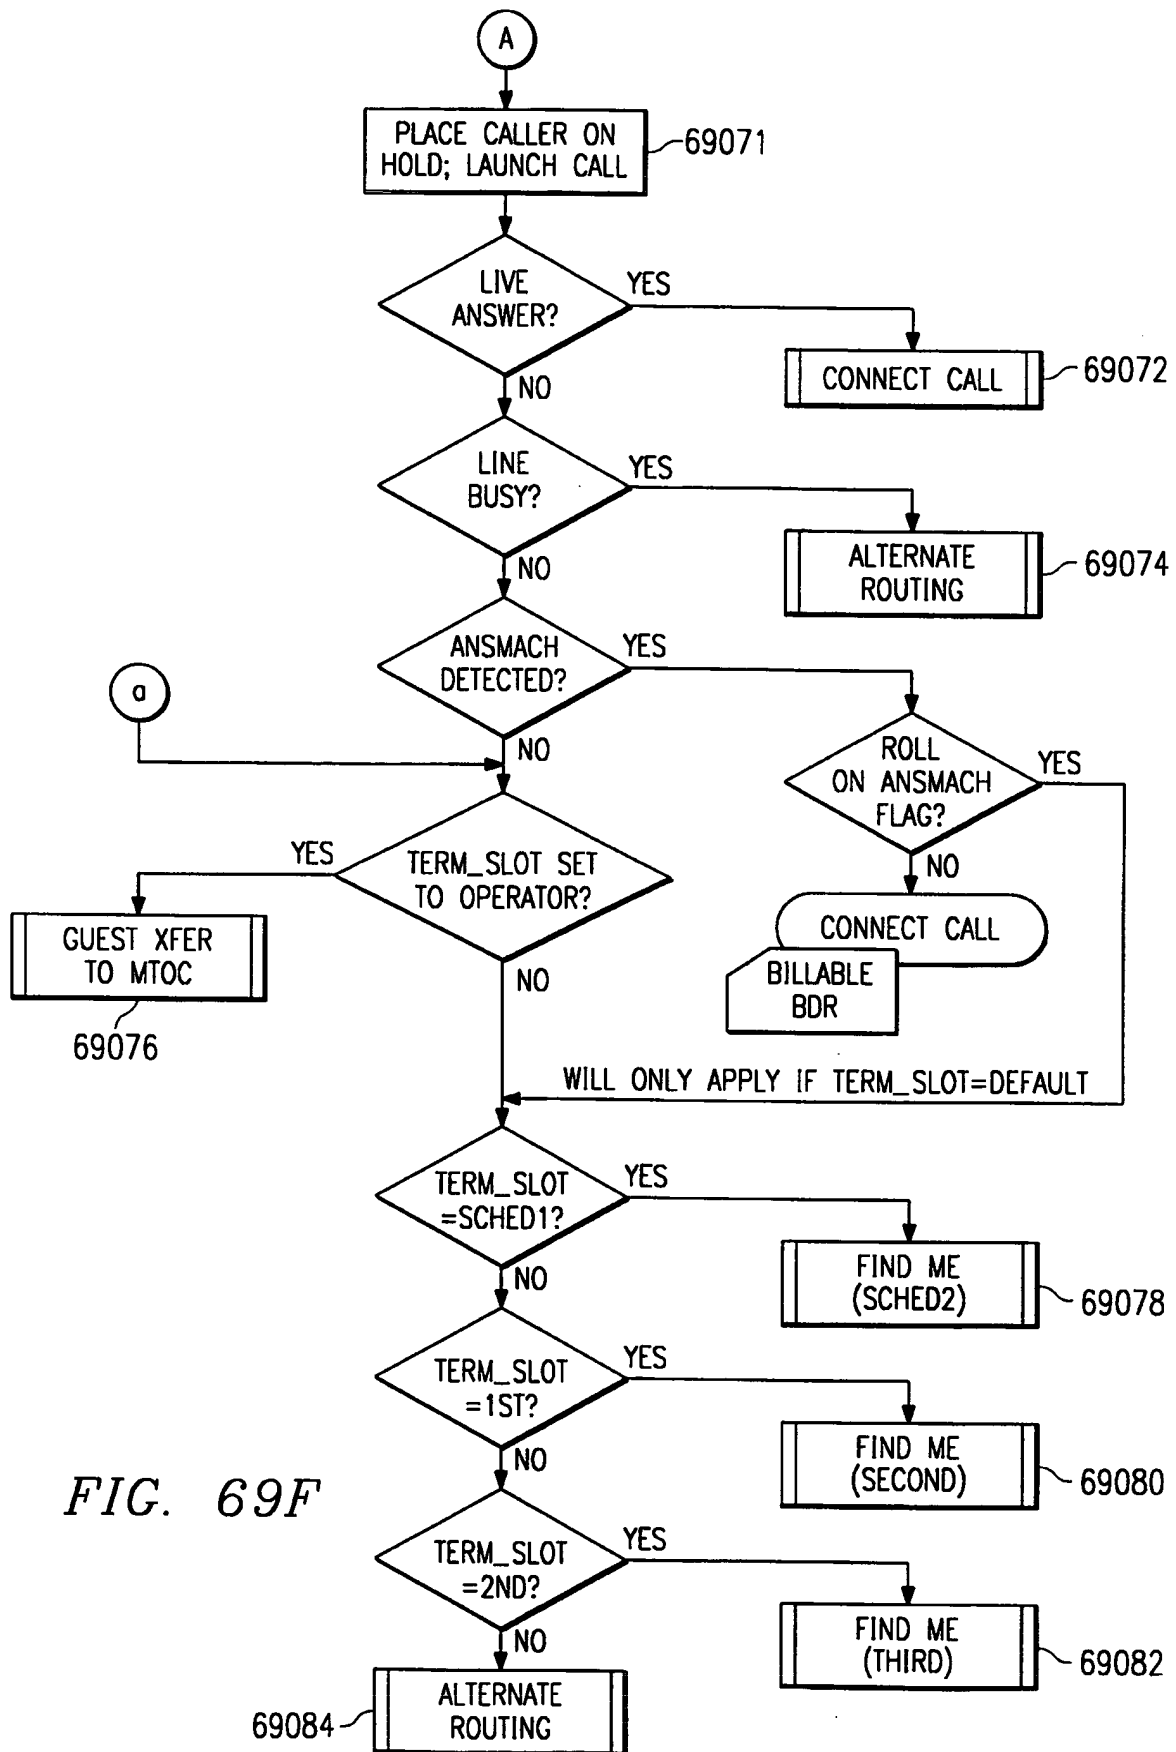 A
PLACE CALLER ON
HOLD; LAUNCH CALL
69071
LIVE
ANSWER?
YES
NO
CONNECT CALL
69072
LINE
BUSY?
YES
NO
ALTERNATE
ROUTING
69074
ANSMACH
DETECTED?
YES
NO
a
ROLL
ON ANSMACH
FLAG?
YES
NO
CONNECT CALL
BILLABLE
BDR
TERM_SLOT SET
TO OPERATOR?
YES
NO
GUEST XFER
TO MTOC
69076
WILL ONLY APPLY IF TERM_SLOT=DEFAULT
TERM_SLOT
=SCHED1?
YES
NO
FIND ME
(SCHED2)
69078
TERM_SLOT
=1ST?
YES
NO
FIND ME
(SECOND)
69080
FIG. 69F
TERM_SLOT
=2ND?
YES
NO
FIND ME
(THIRD)
69082
ALTERNATE
ROUTING
69084